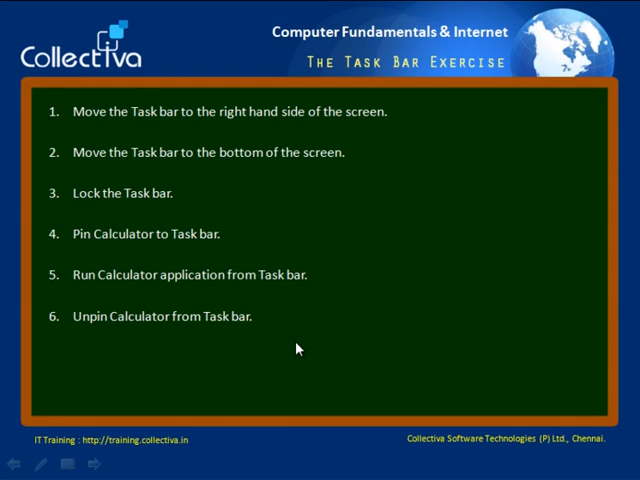 Collectiva
Computer Fundamentals & Internet
The Task Bar Exercise
1. Move the Task bar to the right hand side of the screen.
2. Move the Task bar to the bottom of the screen.
3. Lock the Task bar.
4. Pin Calculator to Task bar.
5. Run Calculator application from Task bar.
6. Unpin Calculator from Task bar.
IT Training : http://training.collectiva.in
Collectiva Software Technologies (P) Ltd., Chennai.